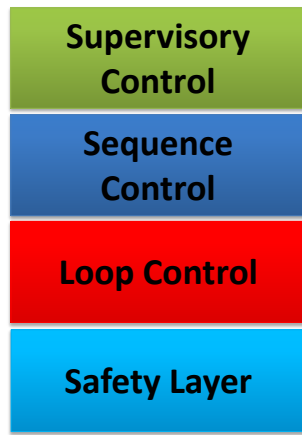 Supervisory
Control
Sequence
Control
Loop Control
Safety Layer